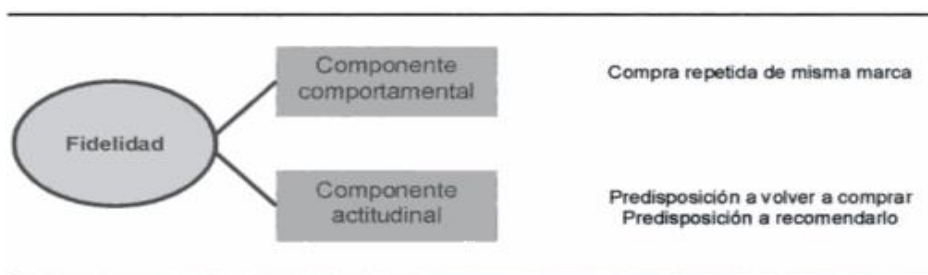 Componente
comportamental
Compra repetida de misma marca
Fidelidad
Componente
actitudinal
Predisposición a volver a comprar
Predisposición a recomendarlo